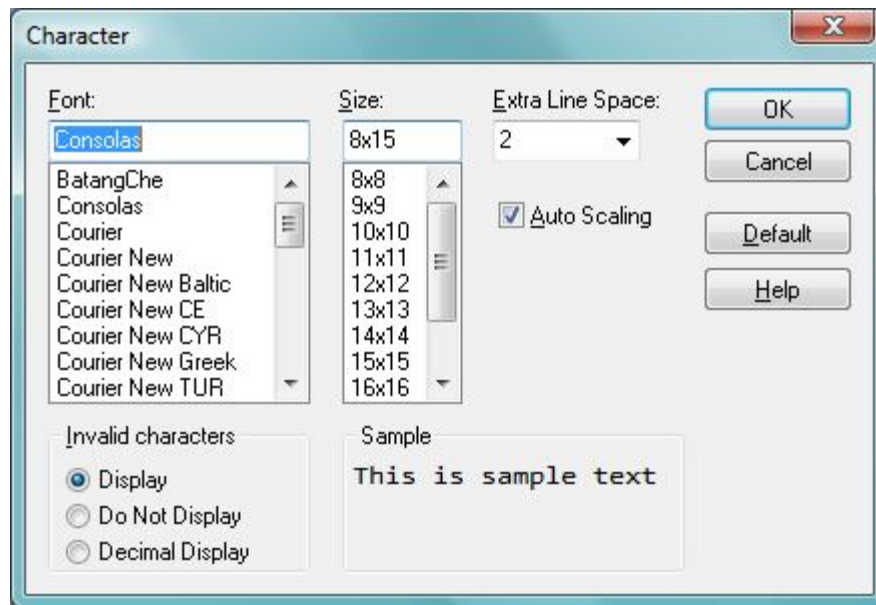 Character
Font:
Consolas
BatangChe
Consolas
Courier
Courier New
Courier New Baltic
Courier New CE
Courier New CYR
Courier New Greek
Courier New TUR
Size:
8x15
8x8
9x9
10x10
11x11
12x12
13x13
14x14
15x15
16x16
Extra Line Space:
2
Auto Scaling
OK
Cancel
Default
Help
Invalid characters
Display
Do Not Display
Decimal Display
Sample
This is sample text